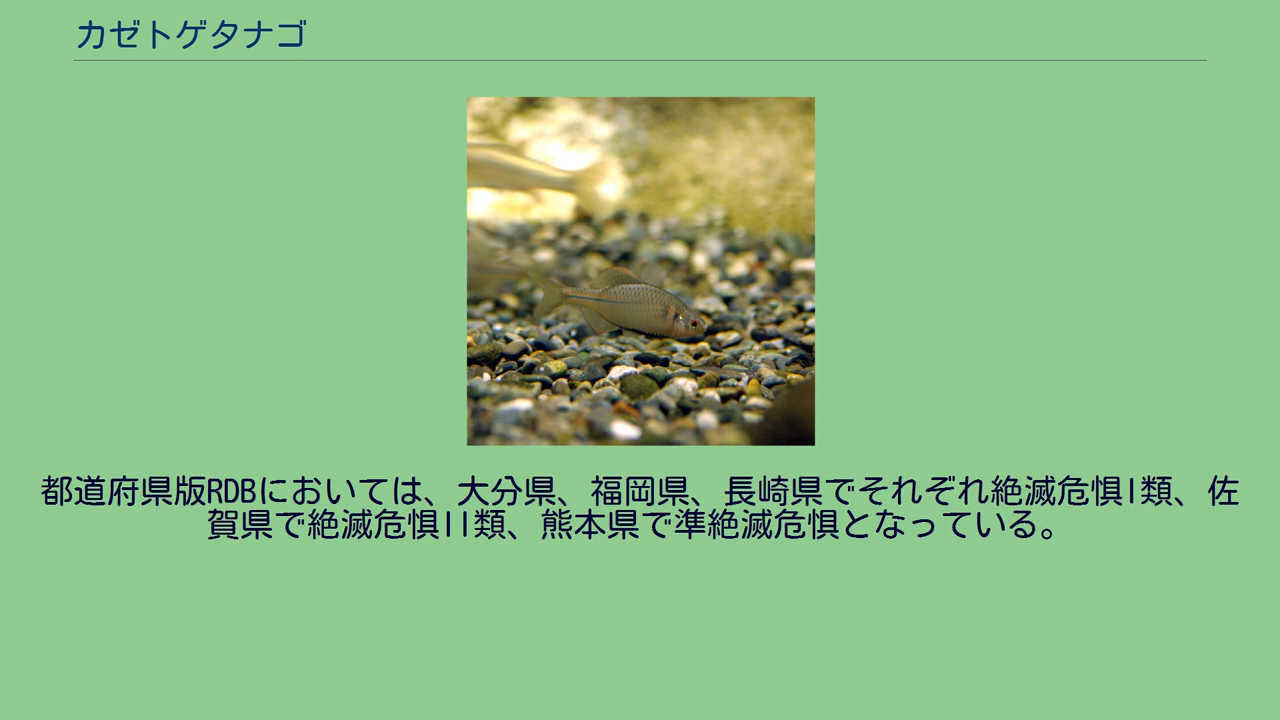 カゼトゲタナゴ
都道府県版RDBにおいては、大分県、福岡県、長崎県でそれぞれ絶滅危惧I類、佐
賀県で絶滅危惧II類、熊本県で準絶滅危惧となっている。